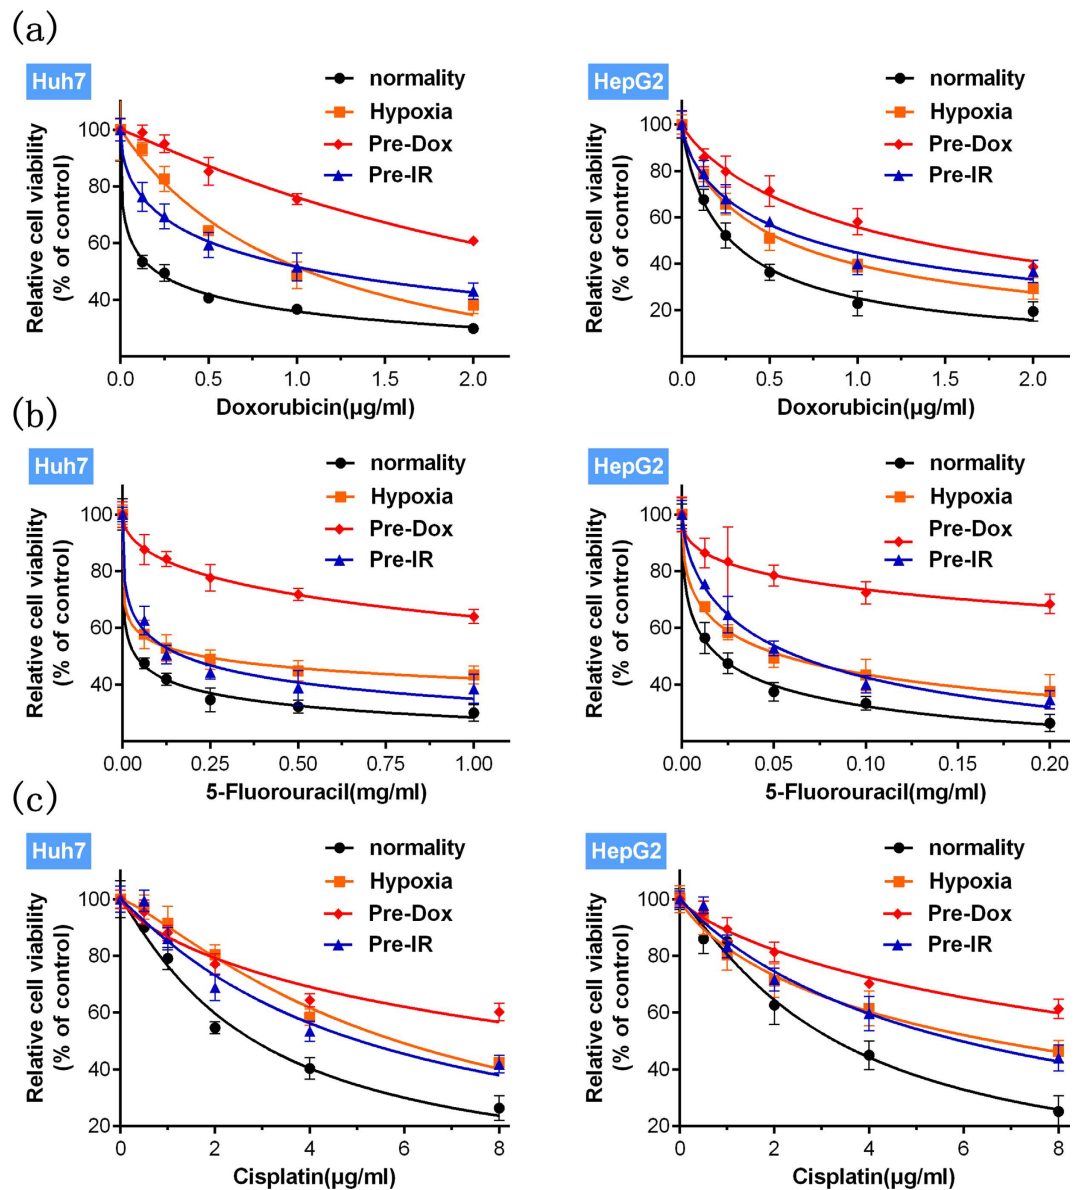 (a)
Huh7
normality
Hypoxia
Pre-Dox
Pre-IR
Relative cell viability
(% of control)
100
80
60
40
0.0 0.5 1.0 1.5 2.0
Doxorubicin(µg/ml)
HepG2
normality
Hypoxia
Pre-Dox
Pre-IR
Relative cell viability
(% of control)
100
80
60
40
20
0.0 0.5 1.0 1.5 2.0
Doxorubicin(µg/ml)
(b)
Huh7
normality
Hypoxia
Pre-Dox
Pre-IR
Relative cell viability
(% of control)
100
80
60
40
0.00 0.25 0.50 0.75 1.00
5-Fluorouracil(mg/ml)
HepG2
normality
Hypoxia
Pre-Dox
Pre-IR
Relative cell viability
(% of control)
100
80
60
40
0.00 0.05 0.10 0.15 0.20
5-Fluorouracil(mg/ml)
(c)
Huh7
normality
Hypoxia
Pre-Dox
Pre-IR
Relative cell viability
(% of control)
100
80
60
40
20
0 2 4 6 8
Cisplatin(µg/ml)
HepG2
normality
Hypoxia
Pre-Dox
Pre-IR
Relative cell viability
(% of control)
100
80
60
40
20
0 2 4 6 8
Cisplatin(µg/ml)